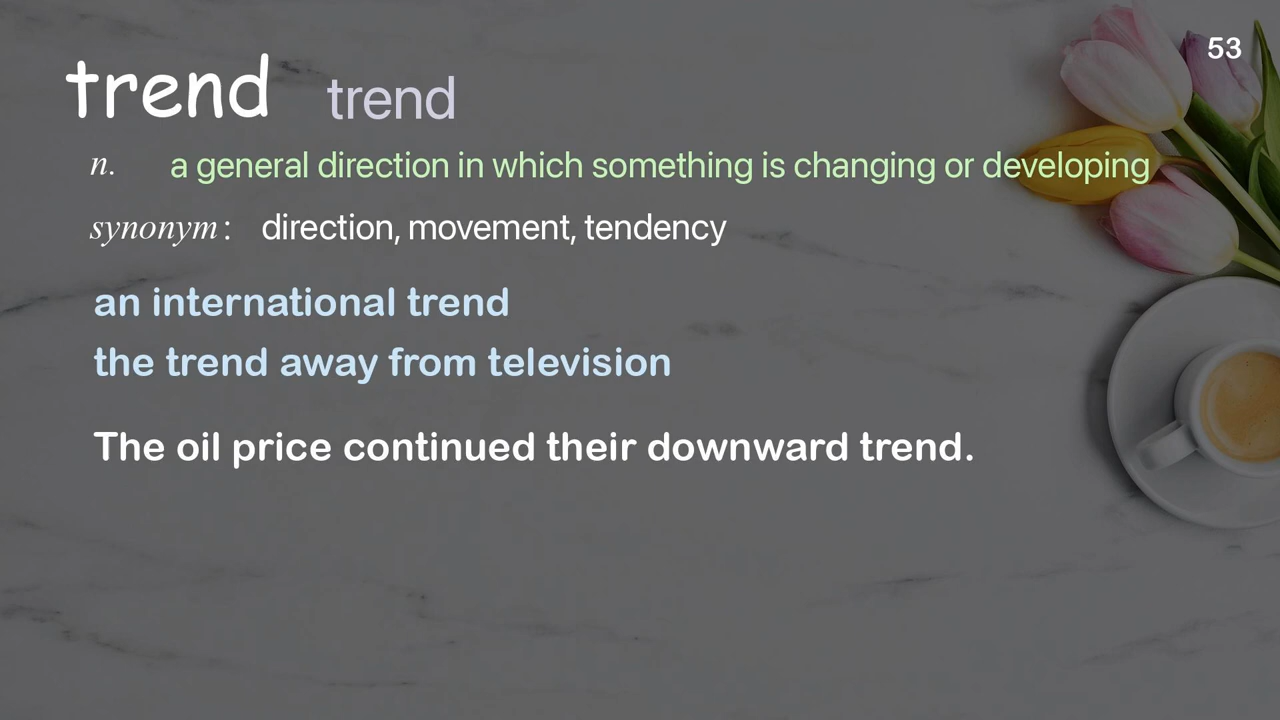 53
trend trend
n. a general direction in which something is changing or developing
synonym : direction, movement, tendency
an international trend
the trend away from television
The oil price continued their downward trend.